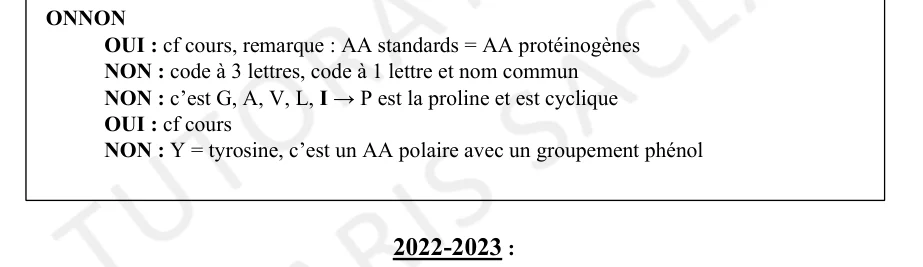 ONNON
OUI : cf cours, remarque : AA standards = AA protéinogènes
NON : code à 3 lettres, code à 1 lettre et nom commun
NON : c’est G, A, V, L, I → P est la proline et est cyclique
OUI : cf cours
NON : Y = tyrosine, c’est un AA polaire avec un groupement phénol
2022-2023 :